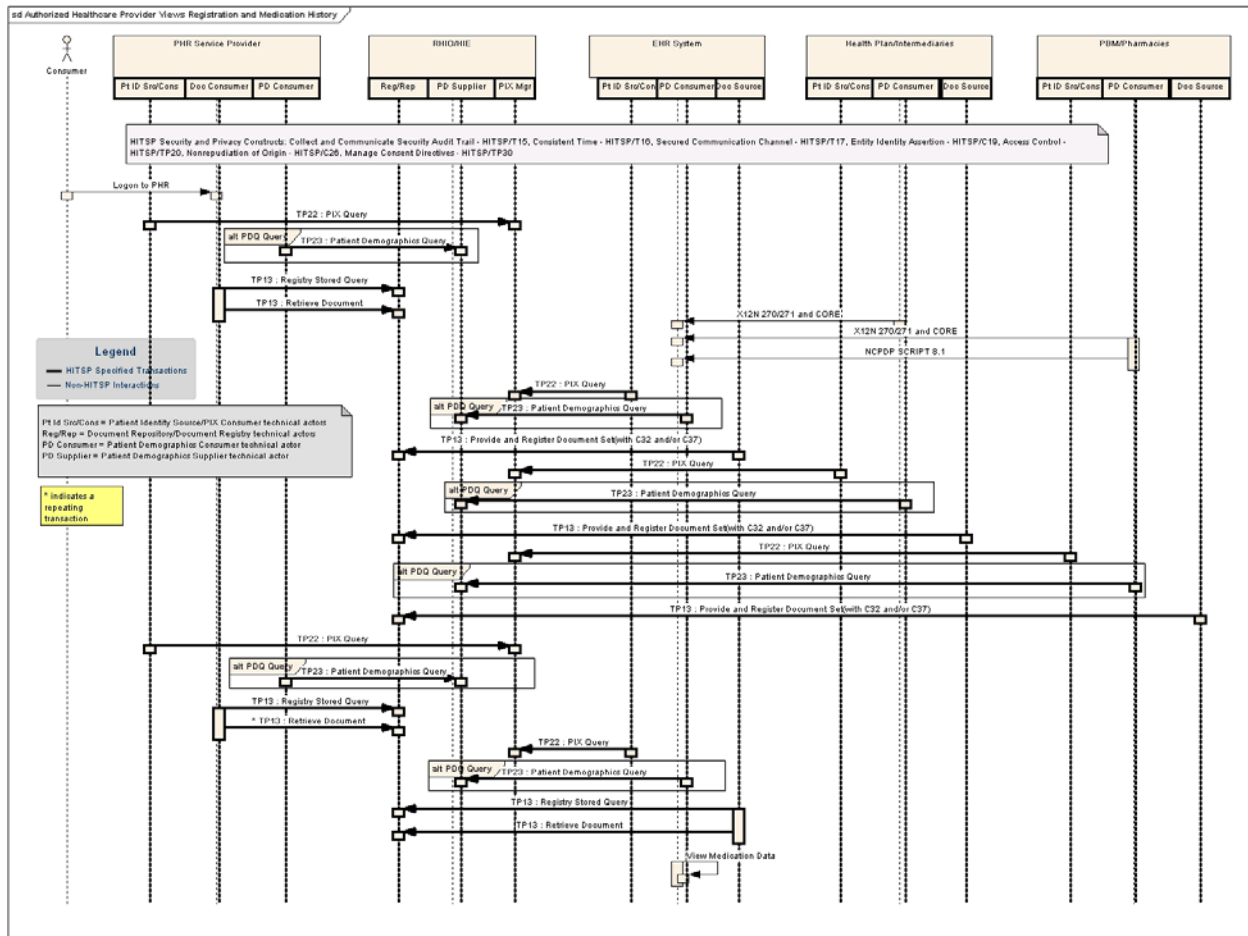 sd Authorized Healthcare Provider Views Registration and Medication History
Consumer
PHR Service Provider
RHIO/HIE
EHR System
Health Plan/Intermediaries
PBM/Pharmacies
Pt ID Src/Cons
Doc Consumer
PD Consumer
Reg/Rep
PD Supplier
PIX Mgr
Pt ID Src/Con
PD Consumer
Doc Source
Pt ID Src/Cons
PD Consumer
Doc Source
Pt ID Src/Cons
PD Consumer
Doc Source
HITSP Security and Privacy Constructs: Collect and Communicate Security Audit Trail - HITSP/T15, Consistent Time - HITSP/T16, Secured Communication Channel - HITSP/T17, Entity Identity Assertion - HITSP/C19, Access Control -
HITSP/TP20, Nonrepudiation of Origin - HITSP/C26, Manage Consent Directives - HITSP/TP30
Logon to PHR
TP22 : PIX Query
alt PDQ Query
TP23 : Patient Demographics Query
TP13 : Registry Stored Query
TP13 : Retrieve Document
X12N 270/271 and CORE
X12N 270/271 and CORE
NCPDP SCRIPT 8.1
Legend
HITSP Specified Transactions
Non-HITSP Interactions
TP22 : PIX Query
alt PDQ Query
TP23 : Patient Demographics Query
Pt Id Src/Cons = Patient Identity Source/PIX Consumer technical actors
Reg/Rep = Document Repository/Document Registry technical actors
PD Consumer = Patient Demographics Consumer technical actor
PD Supplier = Patient Demographics Supplier technical actor
TP13 : Provide and Register Document Set(with C32 and/or C37)
TP22 : PIX Query
* indicates a
repeating
transaction
alt PDQ Query
TP23 : Patient Demographics Query
TP13 : Provide and Register Document Set(with C32 and/or C37)
TP22 : PIX Query
alt PDQ Query
TP23 : Patient Demographics Query
TP13 : Provide and Register Document Set(with C32 and/or C37)
TP22 : PIX Query
alt PDQ Query
TP23 : Patient Demographics Query
TP13 : Registry Stored Query
* TP13 : Retrieve Document
TP22 : PIX Query
alt PDQ Query
TP23 : Patient Demographics Query
TP13 : Registry Stored Query
TP13 : Retrieve Document
View Medication Data